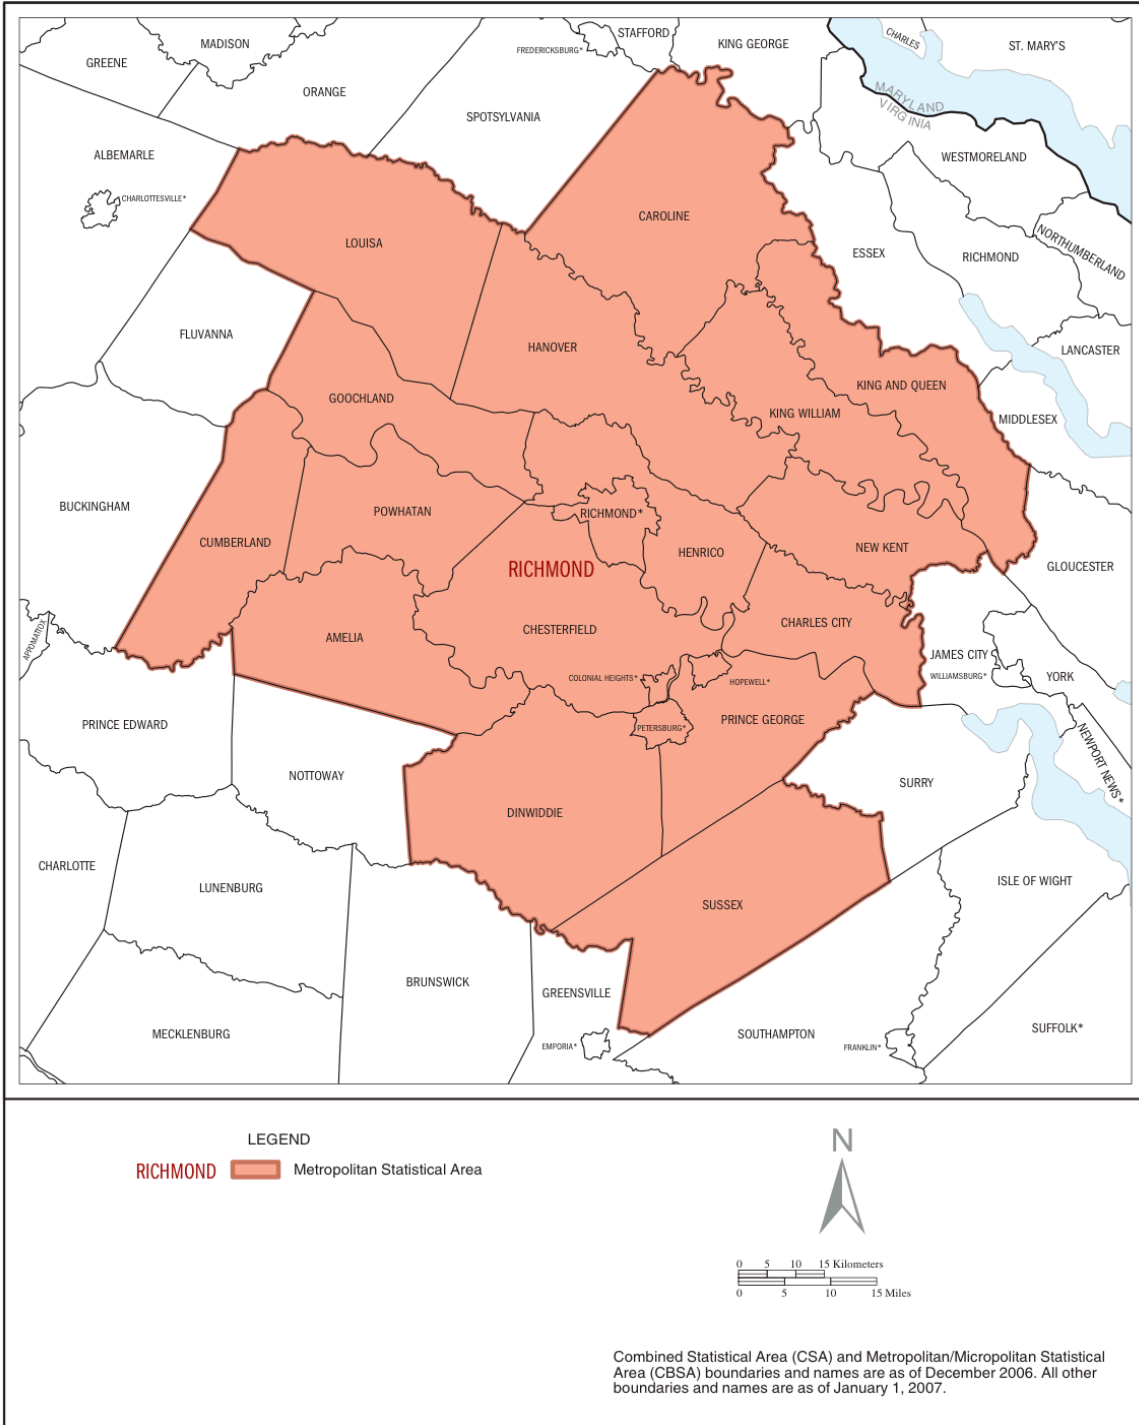 MADISON
STAFFORD
FREDERICKSBURG*
KING GEORGE
CHARLES
ST. MARY'S
GREENE
ORANGE
MARYLAND
VIRGINIA
SPOTSYLVANIA
ALBEMARLE
WESTMORELAND
CHARLOTTESVILLE*
CAROLINE
LOUISA
ESSEX
RICHMOND
NORTHUMBERLAND
FLUVANNA
HANOVER
LANCASTER
GOOCHLAND
KING AND QUEEN
KING WILLIAM
MIDDLESEX
BUCKINGHAM
POWHATAN
RICHMOND*
CUMBERLAND
HENRICO
NEW KENT
RICHMOND
GLOUCESTER
APPOMATTOX
AMELIA
CHESTERFIELD
CHARLES CITY
JAMES CITY
WILLIAMSBURG*
YORK
COLONIAL HEIGHTS*
HOPEWELL*
PRINCE EDWARD
PETERSBURG*
PRINCE GEORGE
NEWPORT NEWS*
NOTTOWAY
SURRY
DINWIDDIE
CHARLOTTE
LUNENBURG
ISLE OF WIGHT
SUSSEX
BRUNSWICK
GREENSVILLE
MECKLENBURG
EMPORIA*
SOUTHAMPTON
FRANKLIN*
SUFFOLK*
LEGEND
RICHMOND Metropolitan Statistical Area
N
0 5 10 15 Kilometers
0 5 10 15 Miles
Combined Statistical Area (CSA) and Metropolitan/Micropolitan Statistical
Area (CBSA) boundaries and names are as of December 2006. All other
boundaries and names are as of January 1, 2007.